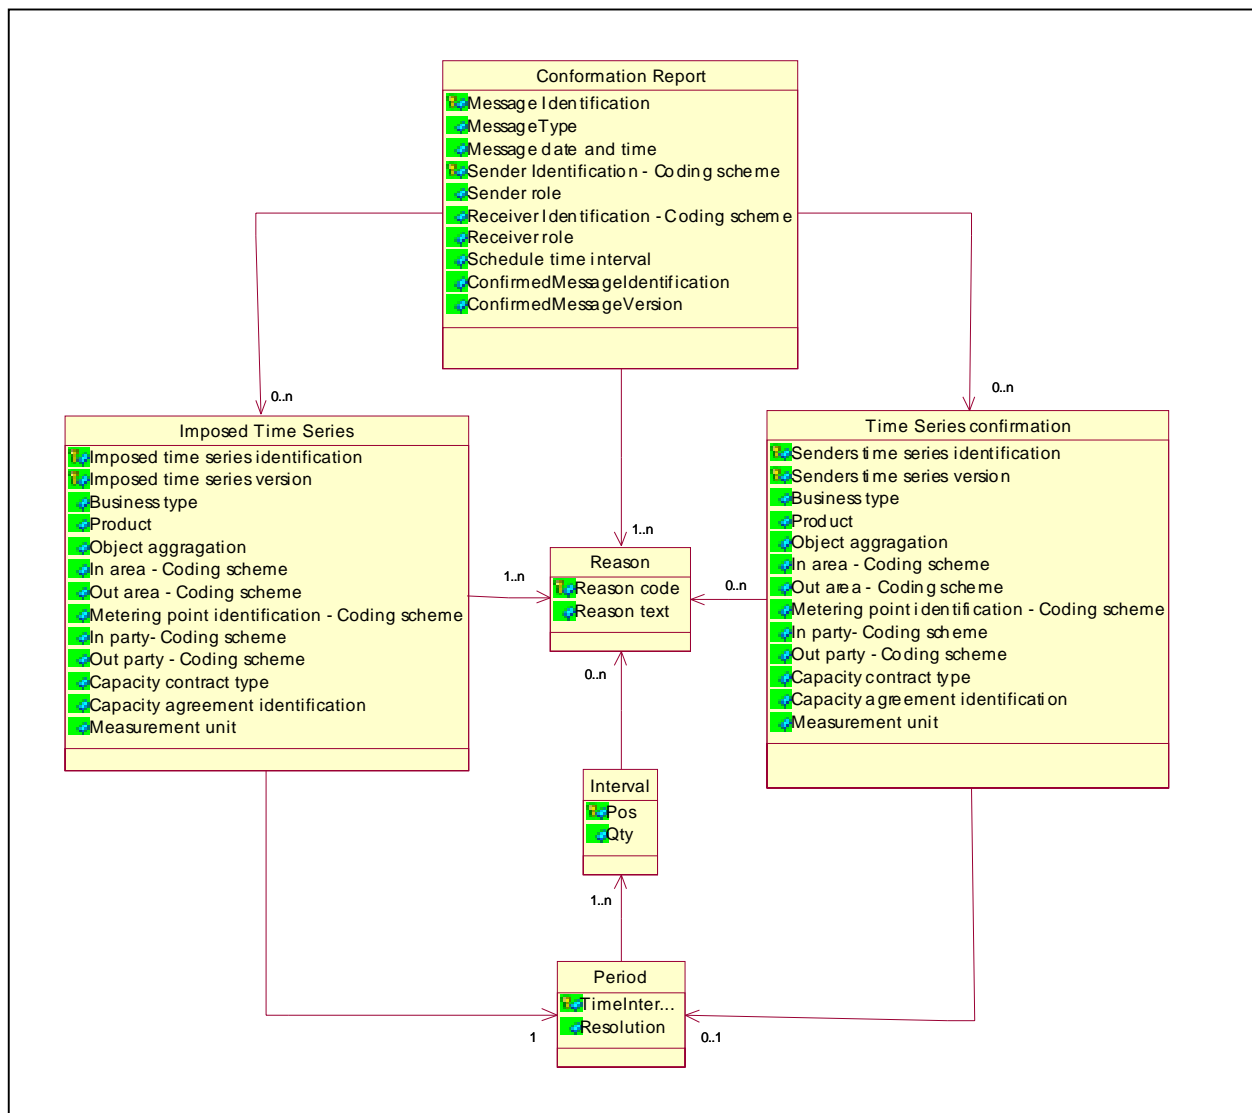 Conformation Report
Message Identification
MessageType
Message date and time
Sender Identification - Coding scheme
Sender role
Receiver Identification - Coding scheme
Receiver role
Schedule time interval
ConfirmedMessageIdentification
ConfirmedMessageVersion
0..n
0..n
Imposed Time Series
Imposed time series identification
Imposed time series version
Business type
Product
Object aggragation
In area - Coding scheme
Out area - Coding scheme
Metering point identification - Coding scheme
In party- Coding scheme
Out party - Coding scheme
Capacity contract type
Capacity agreement identification
Measurement unit
Time Series confirmation
Senders time series identification
Senders time series version
Business type
Product
Object aggragation
In area - Coding scheme
Out area - Coding scheme
Metering point identification - Coding scheme
In party- Coding scheme
Out party - Coding scheme
Capacity contract type
Capacity agreement identification
Measurement unit
1..n
1..n
0..n
Reason
Reason code
Reason text
0..n
Interval
Pos
Qty
1..n
Period
TimeInter...
Resolution
1
0..1